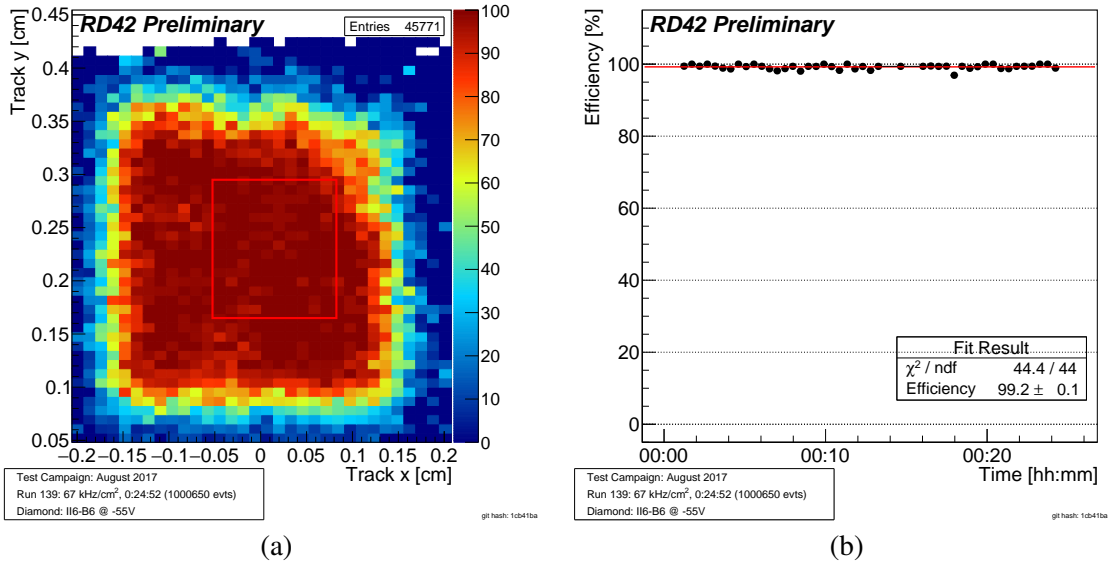 RD42 Preliminary
Entries 45771
Track y [cm]
0.45
0.4
0.35
0.3
0.25
0.2
0.15
0.1
0.05
100
90
80
70
60
50
40
30
20
10
0
−0.2 −0.15 −0.1 −0.05 0 0.05 0.1 0.15 0.2
Track x [cm]
Test Campaign: August 2017
Run 139: 67 kHz/cm², 0:24:52 (1000650 evts)
Diamond: II6-B6 @ -55V
git hash: 1cb41ba
(a)
RD42 Preliminary
Efficiency [%]
100
80
60
40
20
0
Fit Result
χ² / ndf 44.4 / 44
Efficiency 99.2 ± 0.1
00:00 00:10 00:20
Time [hh:mm]
Test Campaign: August 2017
Run 139: 67 kHz/cm², 0:24:52 (1000650 evts)
Diamond: II6-B6 @ -55V
git hash: 1cb41ba
(b)